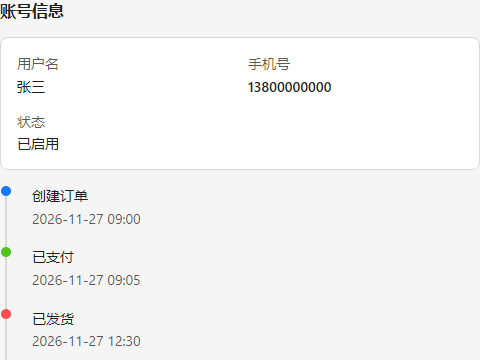 账号信息
用户名
张三
手机号
13800000000
状态
已启用
创建订单
2026-11-27 09:00
已支付
2026-11-27 09:05
已发货
2026-11-27 12:30